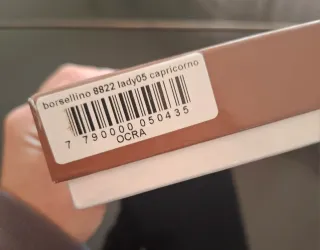 borsellino 8822 lady05 capricorno
7 790000 050435
OCRA